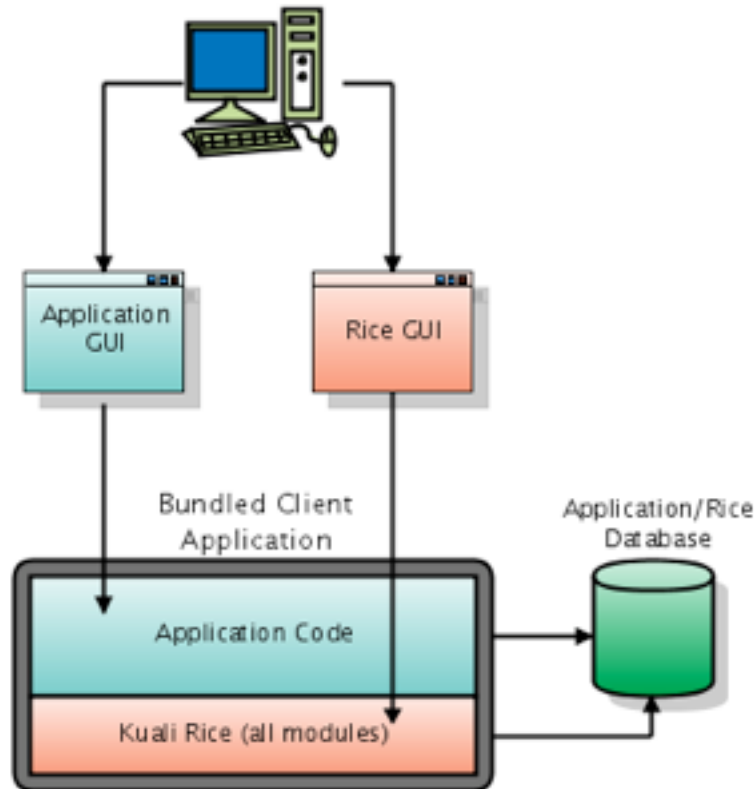 Application
GUI
Rice GUI
Bundled Client
Application
Application/Rice
Database
Application Code
Kuali Rice (all modules)